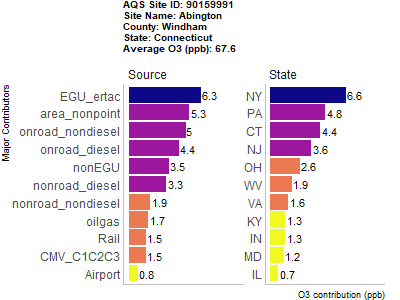 AQS Site ID: 90159991
Site Name: Abington
County: Windham
State: Connecticut
Average O3 (ppb): 67.6
Major Contributors
Source
EGU_ertac 6.3
area_nonpoint 5.3
onroad_nondiesel 5
onroad_diesel 4.4
nonEGU 3.5
nonroad_diesel 3.3
nonroad_nondiesel 1.9
oilgas 1.7
Rail 1.5
CMV_C1C2C3 1.5
Airport 0.8
State
NY 6.6
PA 4.8
CT 4.4
NJ 3.6
OH 2.6
WV 1.9
VA 1.6
KY 1.3
IN 1.3
MD 1.2
IL 0.7
O3 contribution (ppb)